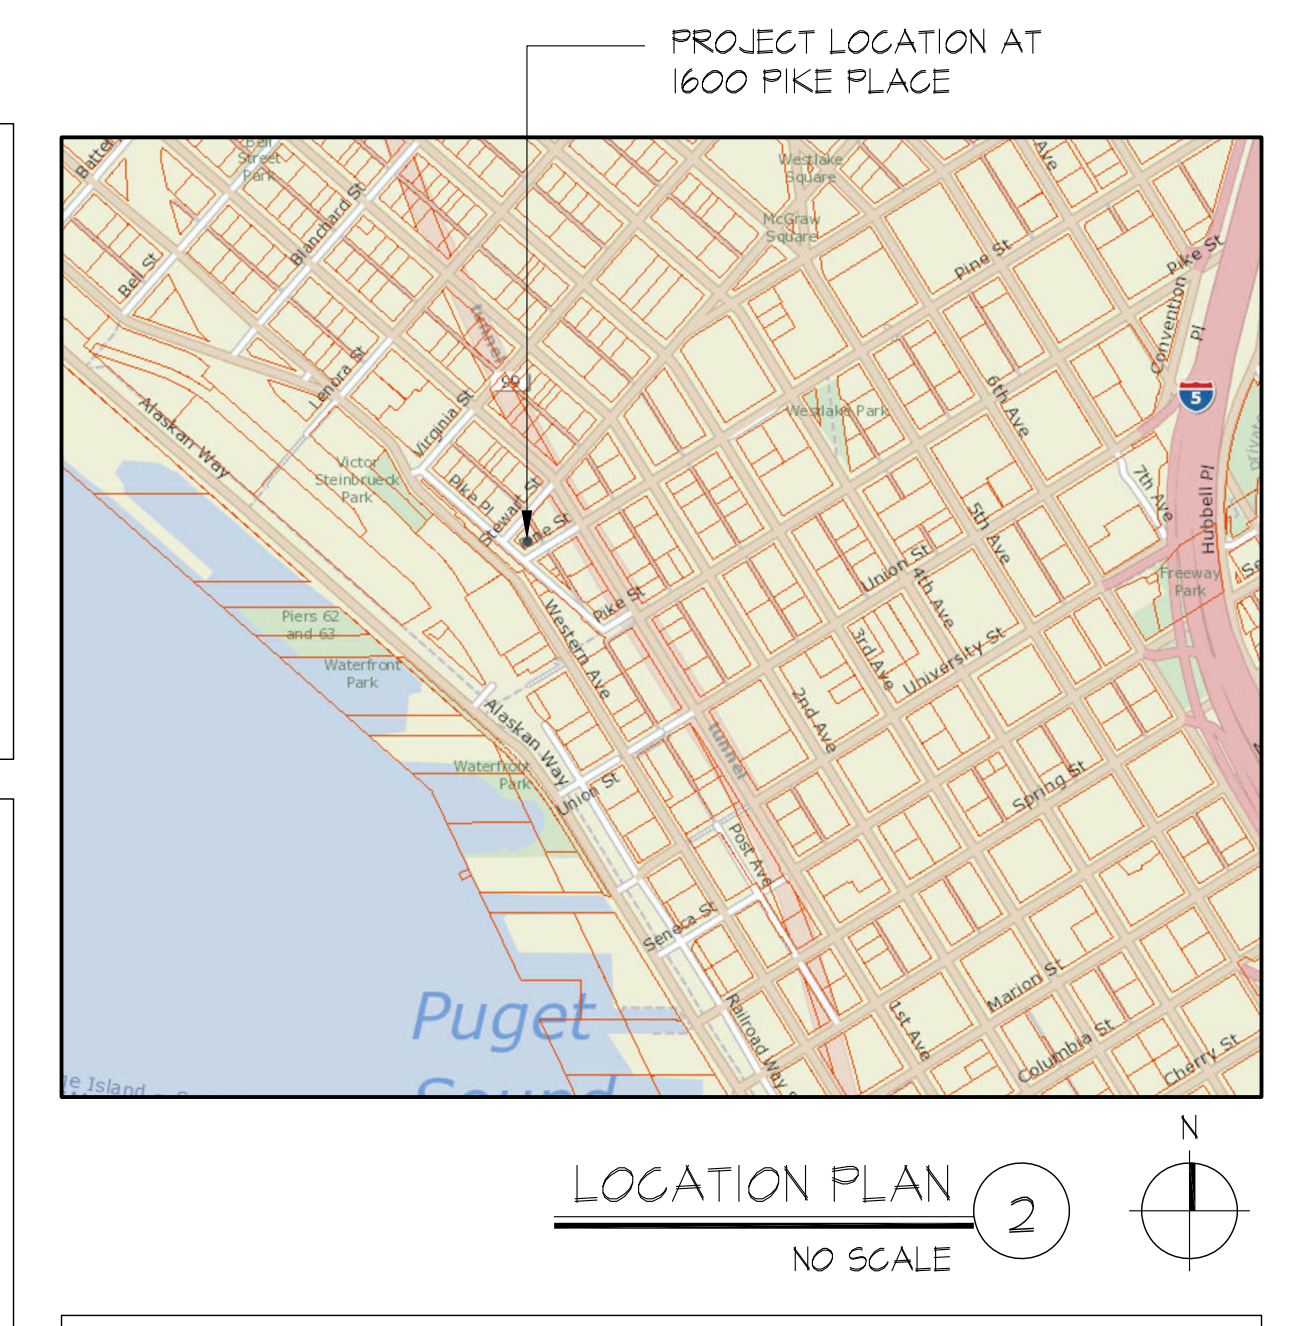 PROJECT LOCATION AT
1600 PIKE PLACE
Bell
Street
Park
Westlake
Square
Ave
McGraw
Square
Blanchard St
Bell St
Pine St
Pike St
Convention
Pl
tunnel
99
5
Lenora St
Virginia St
6th Ave
Westlake Park
Alaskan Way
Victor
Steinbrueck
Park
Pike Pl
Stewart St
Pine St
7th Ave
Hubbell Pl
private
5th Ave
Union St
4th Ave
Freeway
Park
Piers 62
and 63
Waterfront
Park
Western Ave
Pike St
3rd Ave
University St
2nd Ave
Alaskan Way
tunnel
Waterfront
Park
Union St
Spring St
Post Ave
Seneca St
Puget
Sound
Railroad Way
1st Ave
Marion St
Columbia St
Cherry St
Island
N
LOCATION PLAN
2
NO SCALE